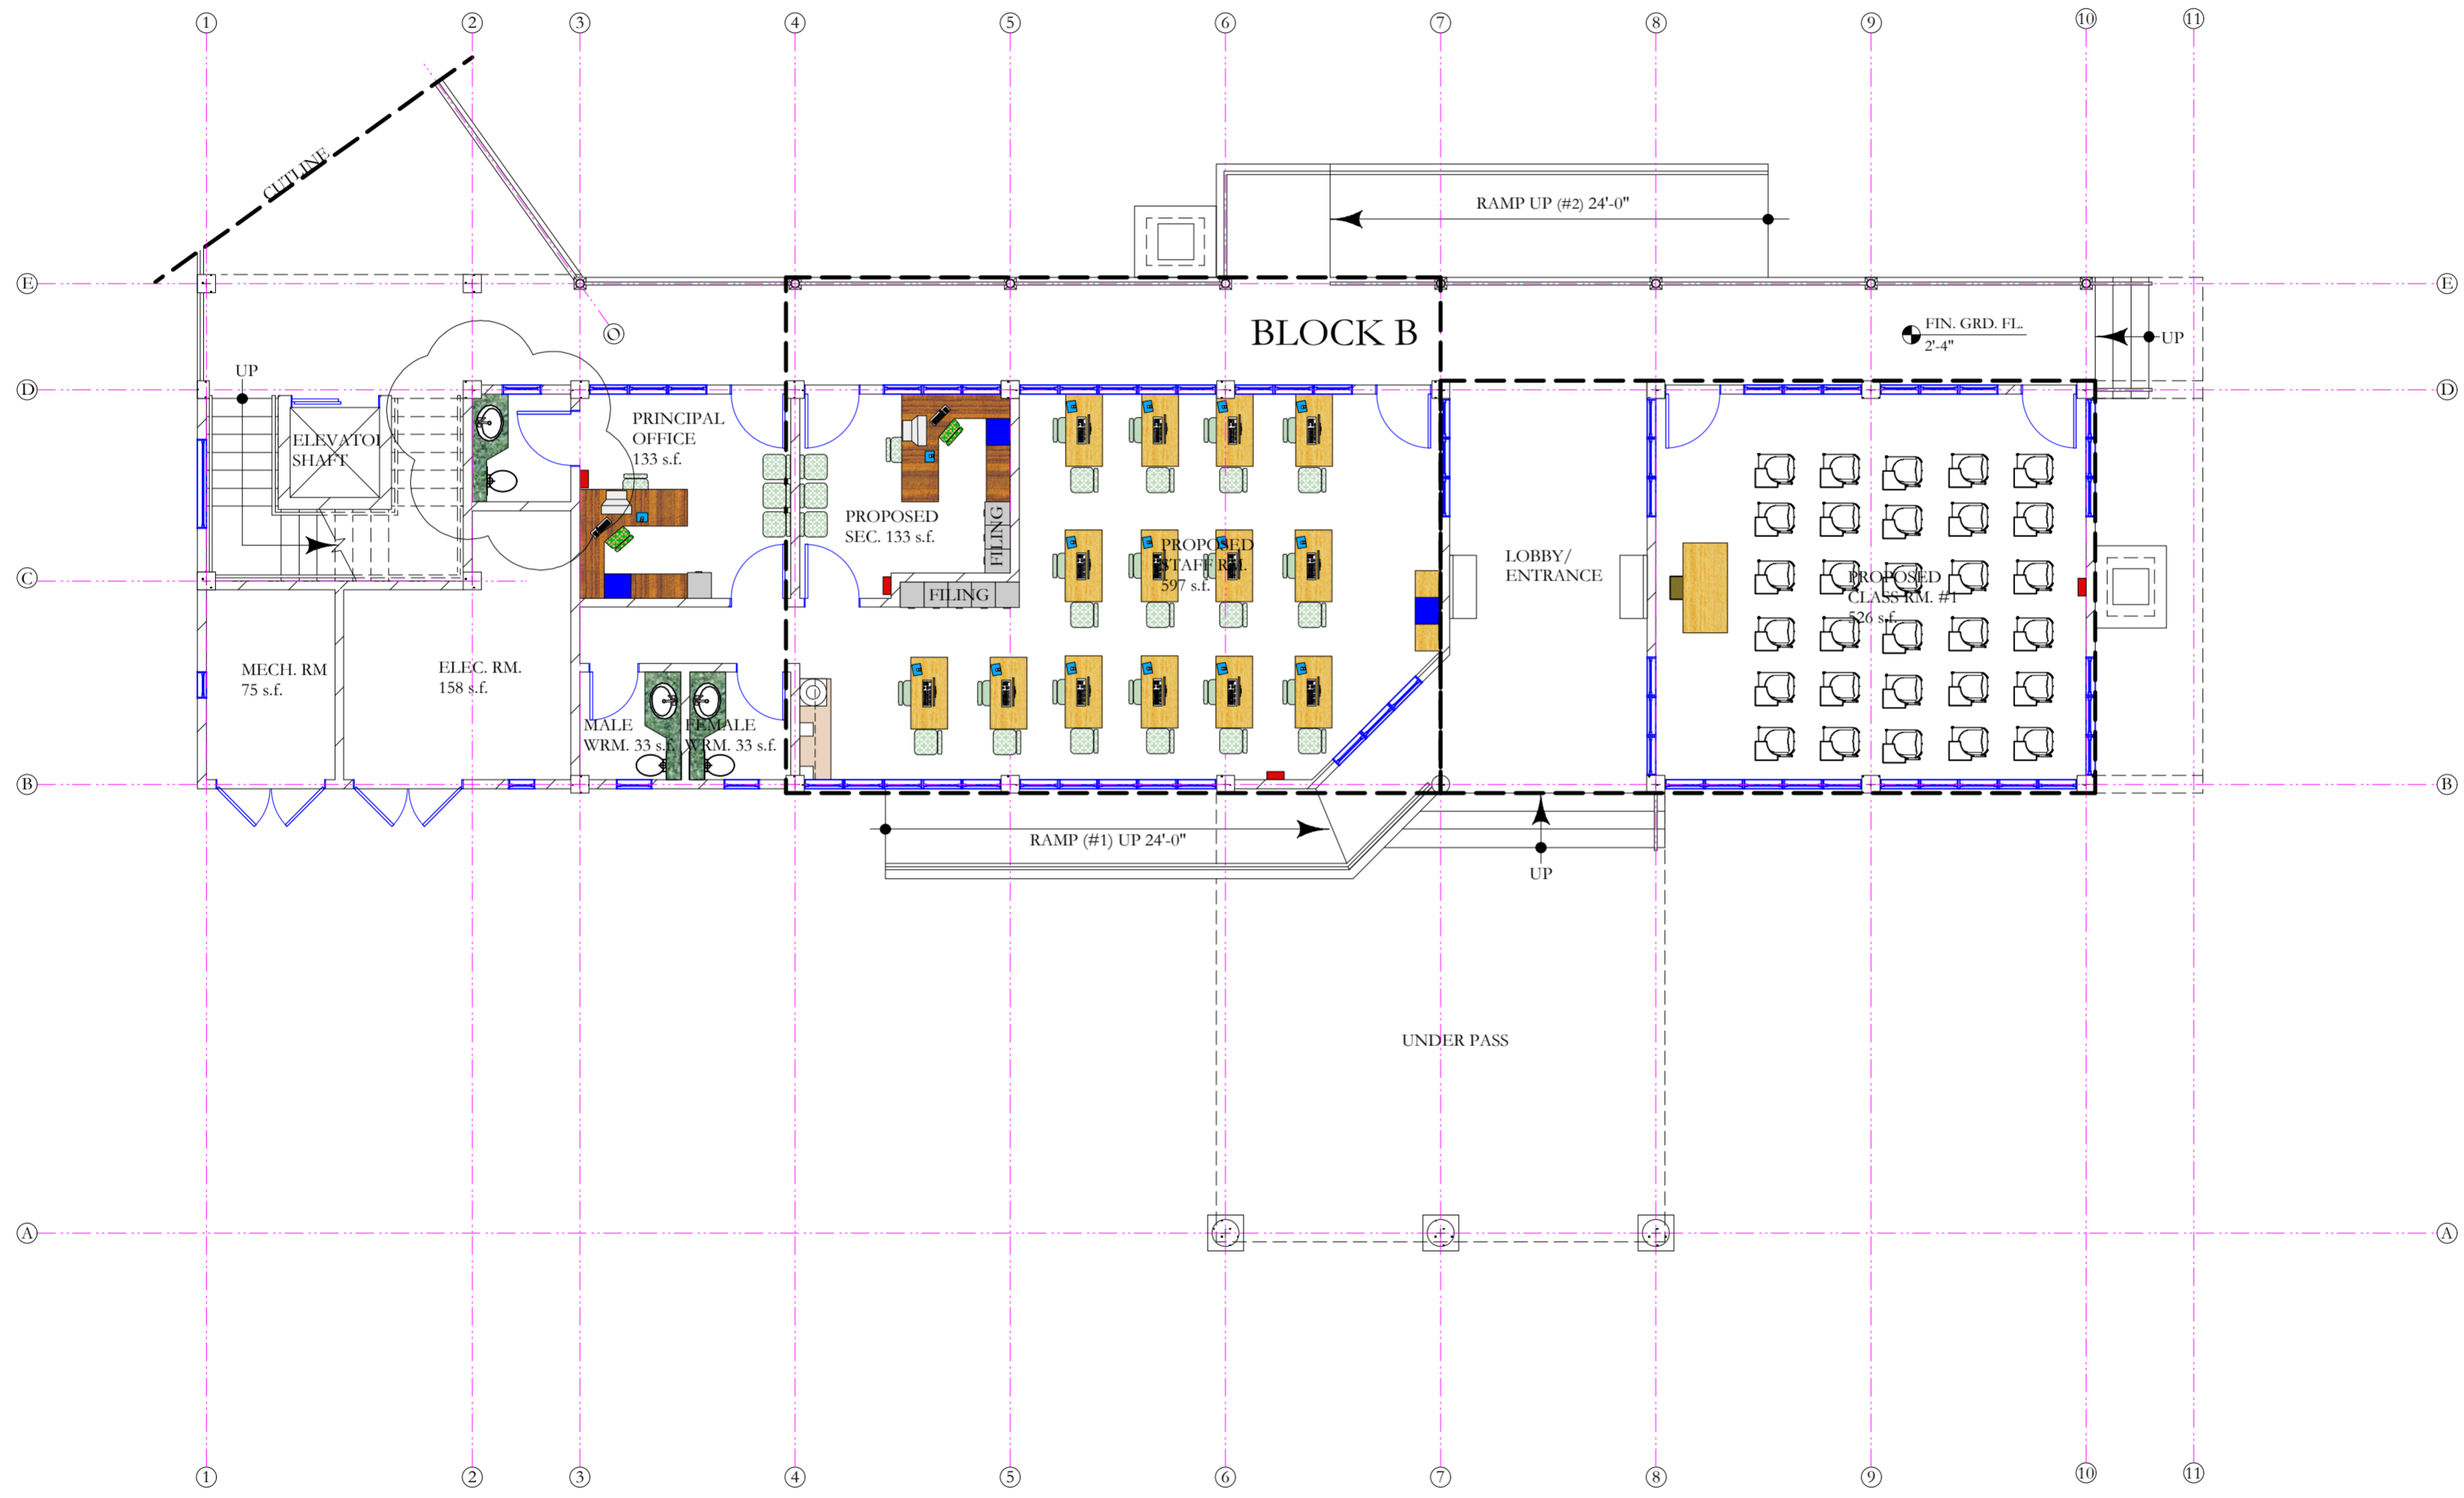 1 2 3 4 5 6 7 8 9 10 11
CUTLINE
RAMP UP (#2) 24'-0"
E E
O
BLOCK B
FIN. GRD. FL.
2'-4"
UP
UP
D D
ELEVATOR
SHAFT
PRINCIPAL
OFFICE
133 s.f.
PROPOSED
SEC. 133 s.f.
FILING
FILING
PROPOSED
STAFF RM.
597 s.f.
LOBBY/
ENTRANCE
PROPOSED
CLASS RM. #1
526 s.f.
C
MECH. RM
75 s.f.
ELEC. RM.
158 s.f.
MALE
WRM. 33 s.f.
FEMALE
WRM. 33 s.f.
B B
RAMP (#1) UP 24'-0"
UP
UNDER PASS
A A
1 2 3 4 5 6 7 8 9 10 11